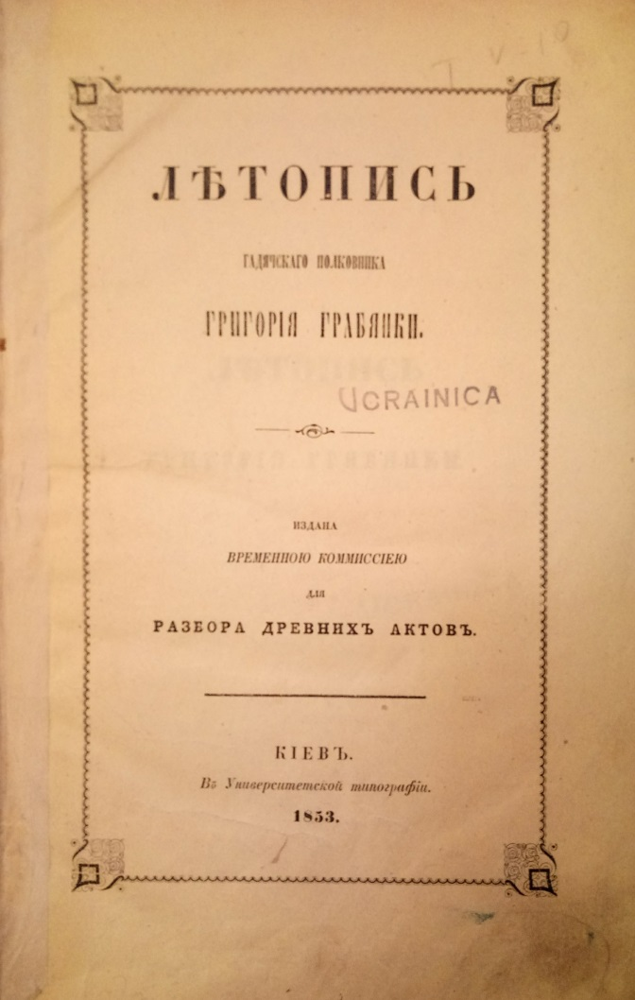 ЛѢТОПИСЬ
ГАДЯЧСКАГО ПОЛКОВНИКА
ГРИГОРІЯ ГРАБЯНКИ.
UCRAINICA
ИЗДАНА
ВРЕМЕННОЮ КОММИССІЕЮ
ДЛЯ
РАЗБОРА ДРЕВНИХЪ АКТОВЪ.
КІЕВЪ.
Въ Университетской типографіи.
1853.